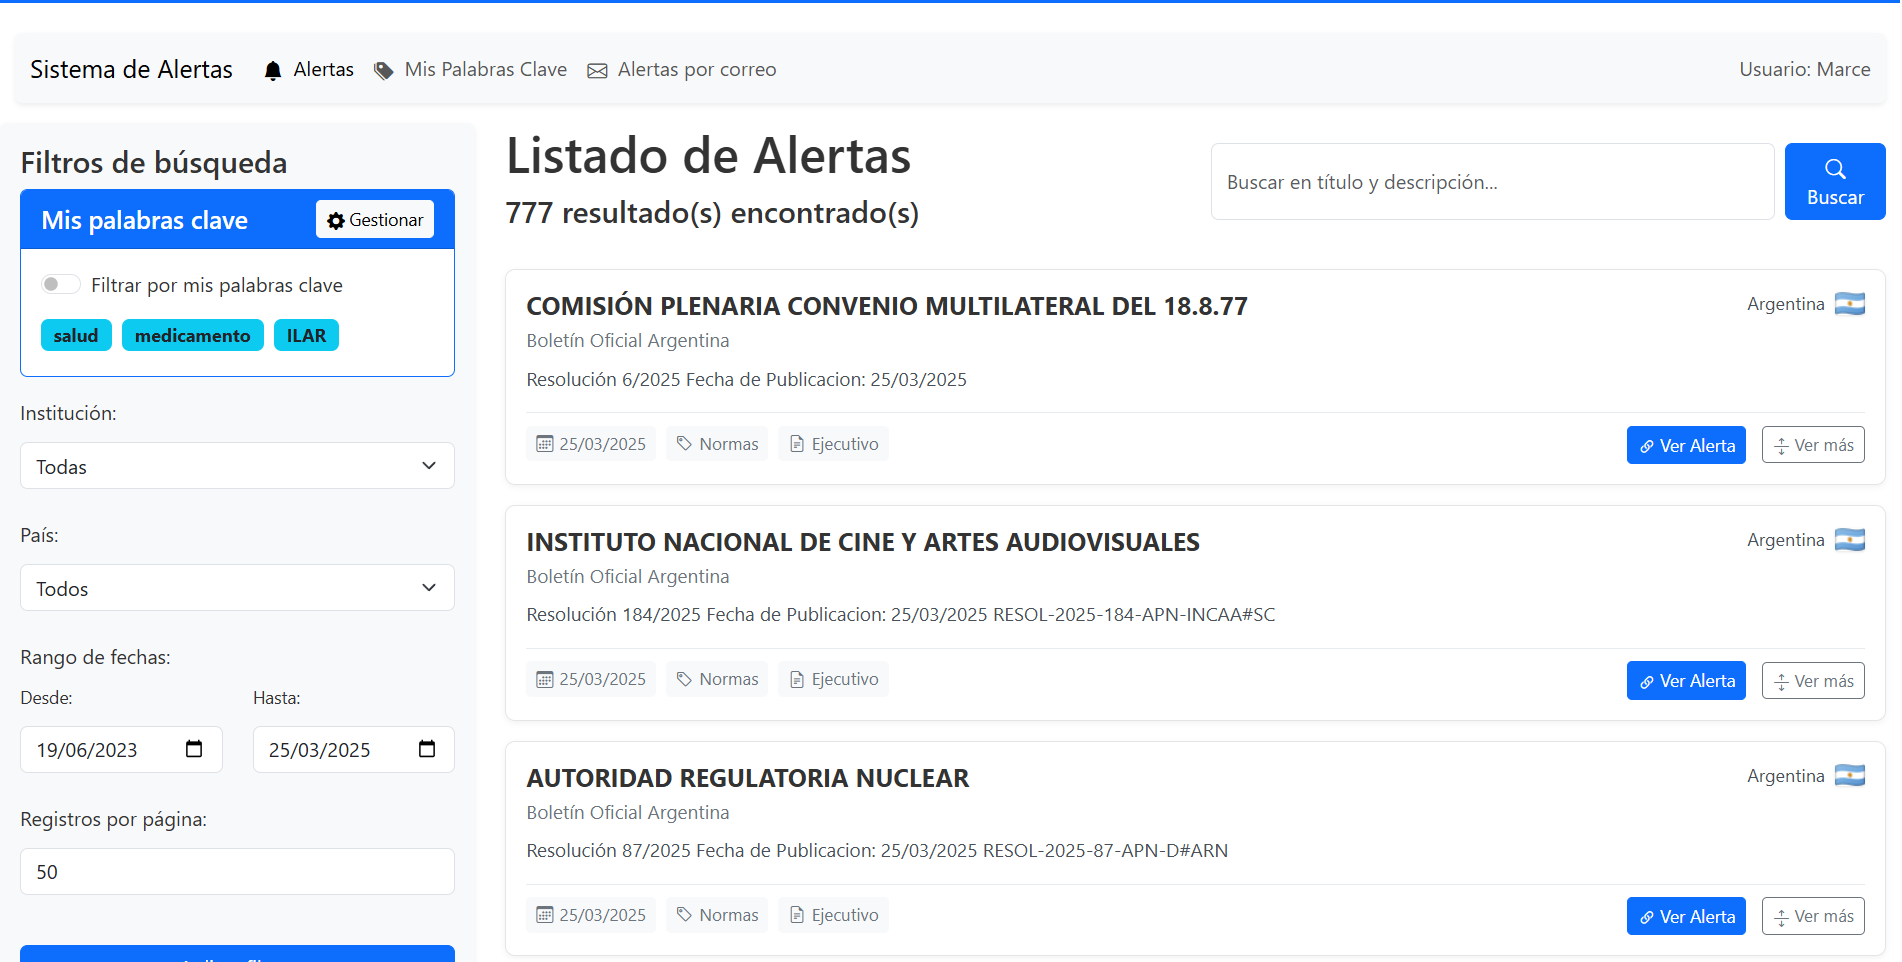 Sistema de Alertas
Alertas
Mis Palabras Clave
Alertas por correo
Usuario: Marce
Filtros de búsqueda
Mis palabras clave
Gestionar
Filtrar por mis palabras clave
salud
medicamento
ILAR
Institución:
Todas
País:
Todos
Rango de fechas:
Desde:
Hasta:
19/06/2023
25/03/2025
Registros por página:
50
Listado de Alertas
777 resultado(s) encontrado(s)
Buscar en título y descripción...
Buscar
COMISIÓN PLENARIA CONVENIO MULTILATERAL DEL 18.8.77
Argentina
Boletín Oficial Argentina
Resolución 6/2025 Fecha de Publicacion: 25/03/2025
25/03/2025
Normas
Ejecutivo
Ver Alerta
Ver más
INSTITUTO NACIONAL DE CINE Y ARTES AUDIOVISUALES
Argentina
Boletín Oficial Argentina
Resolución 184/2025 Fecha de Publicacion: 25/03/2025 RESOL-2025-184-APN-INCAA#SC
25/03/2025
Normas
Ejecutivo
Ver Alerta
Ver más
AUTORIDAD REGULATORIA NUCLEAR
Argentina
Boletín Oficial Argentina
Resolución 87/2025 Fecha de Publicacion: 25/03/2025 RESOL-2025-87-APN-D#ARN
25/03/2025
Normas
Ejecutivo
Ver Alerta
Ver más